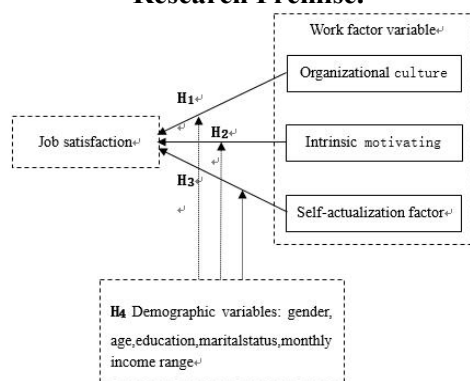 Research Premise:
Work factor variable
Organizational culture
H1
H2
Job satisfaction
Intrinsic motivating
H3
Self-actualization factor
H4 Demographic variables: gender,
age,education,maritalstatus,monthly
income range